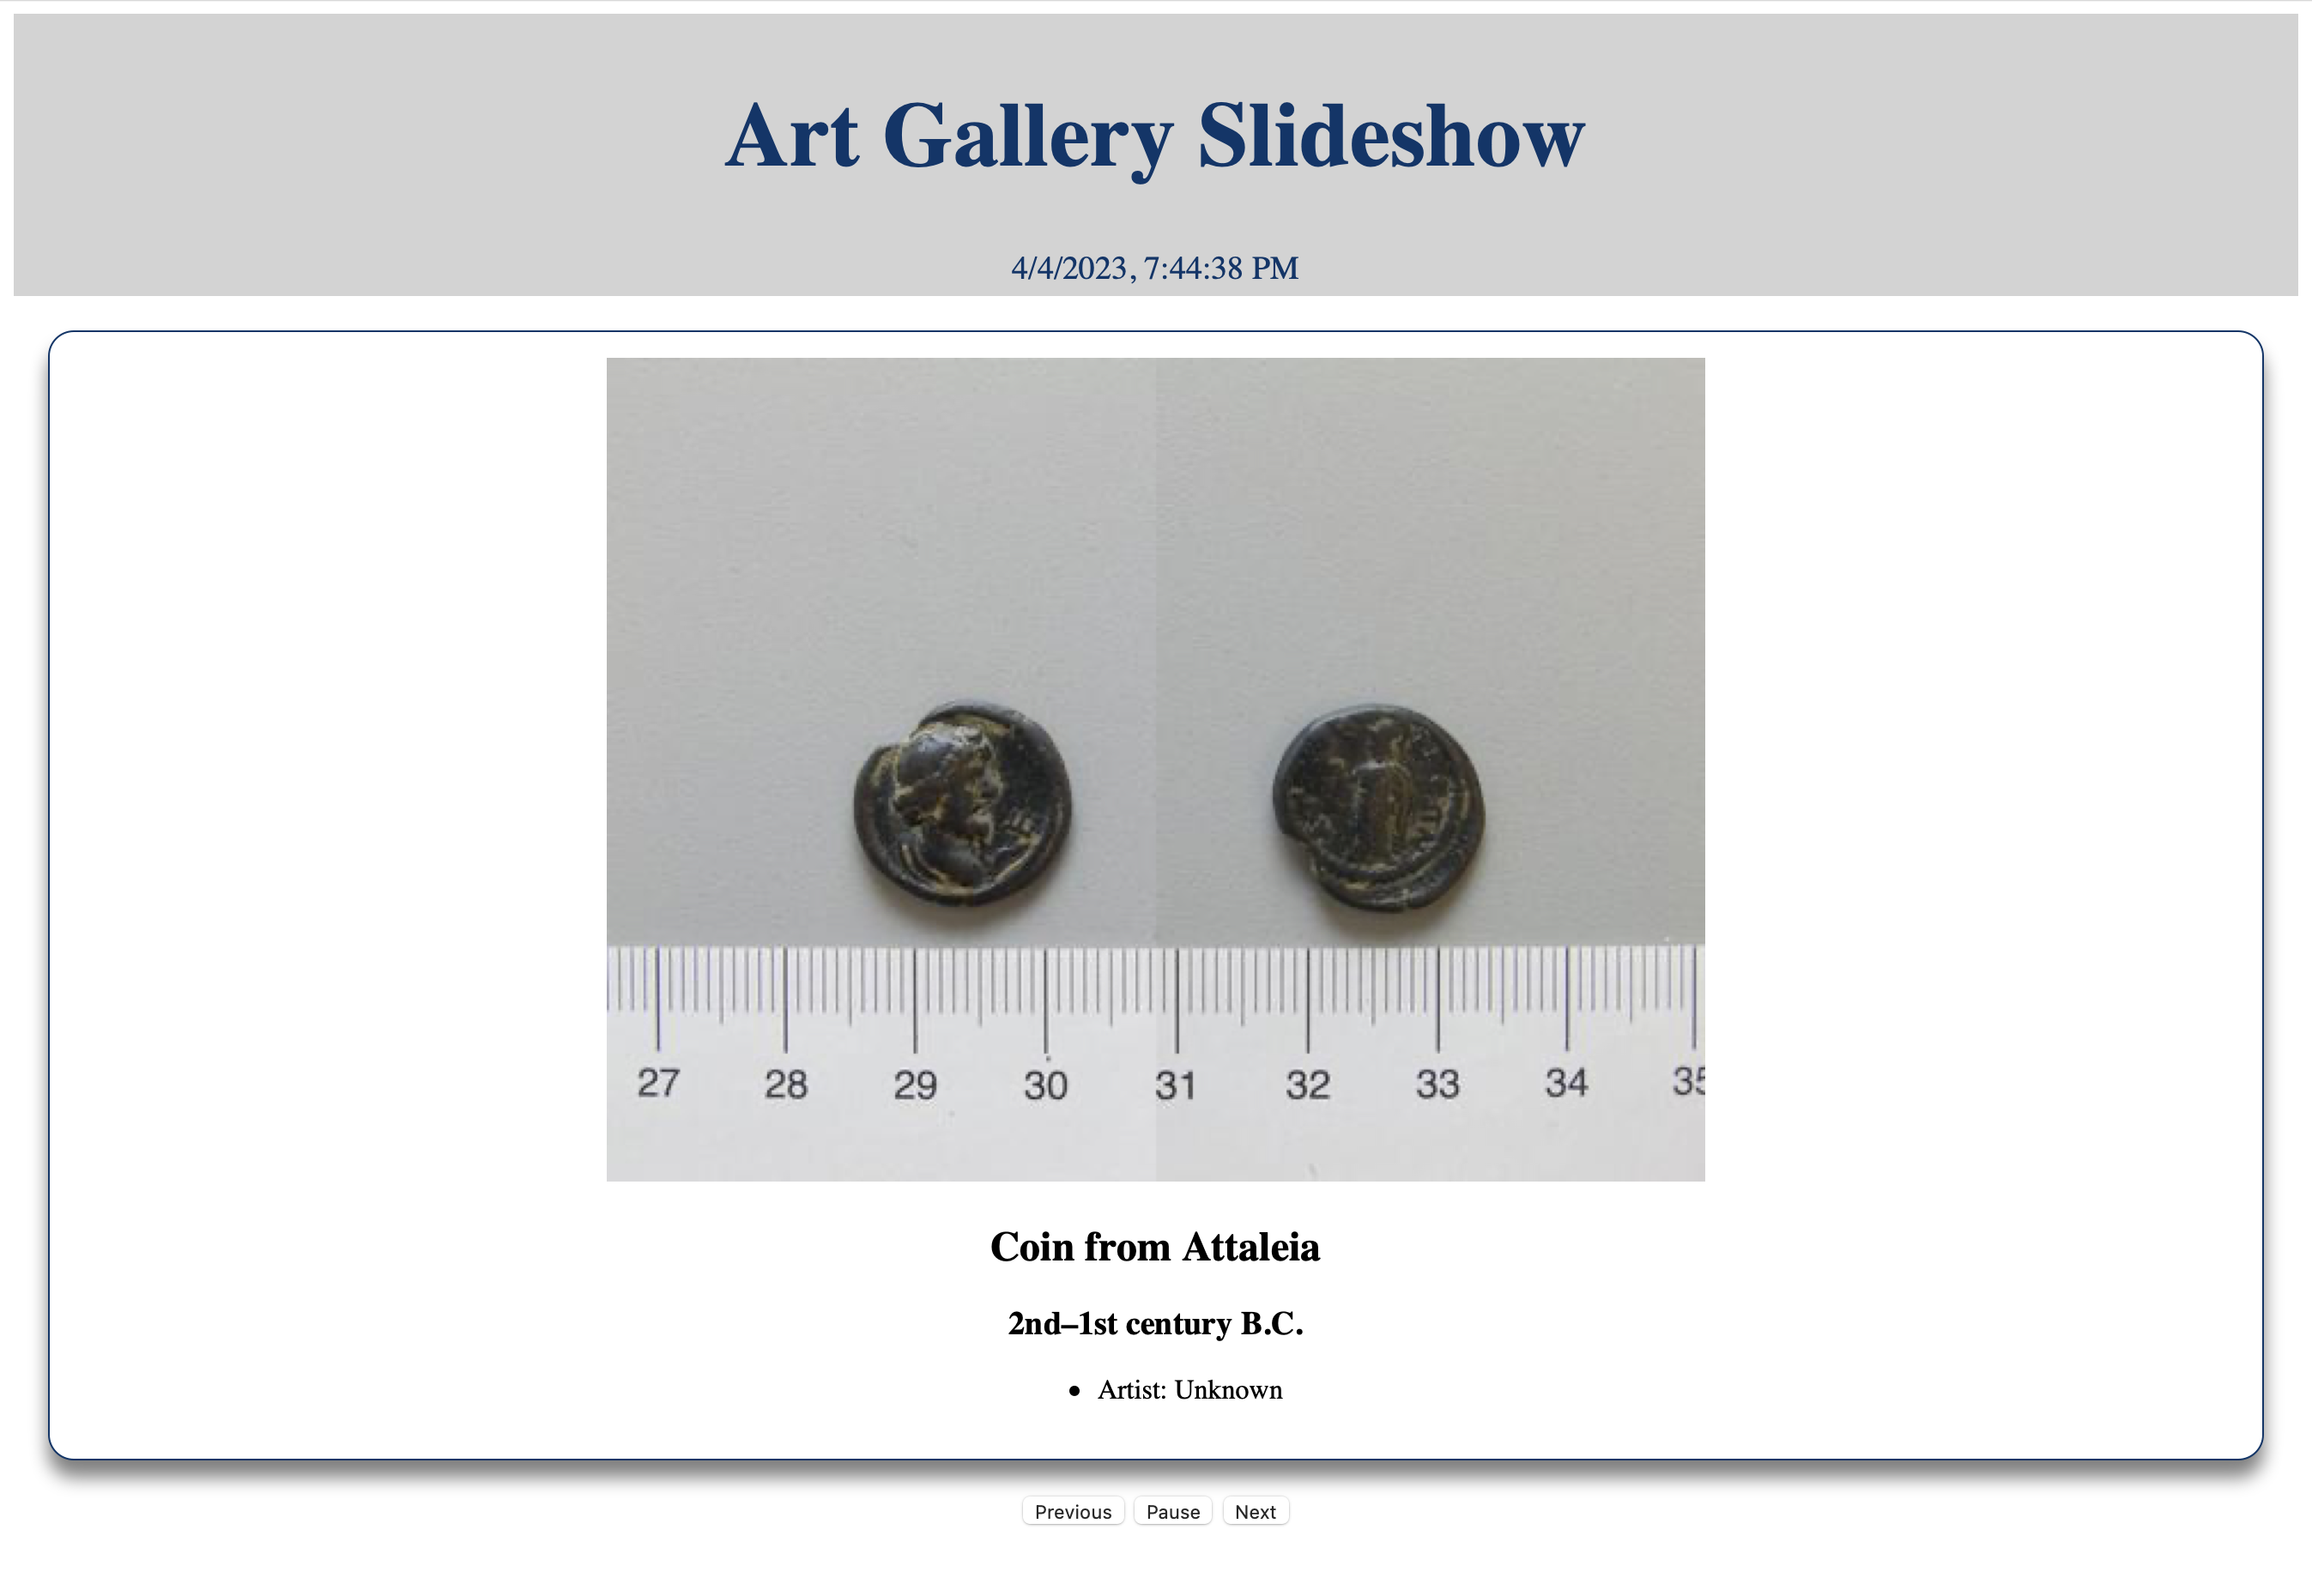 Art Gallery Slideshow
4/4/2023, 7:44:38 PM
27 28 29 30 31 32 33 34 35
Coin from Attaleia
2nd–1st century B.C.
• Artist: Unknown
Previous Pause Next